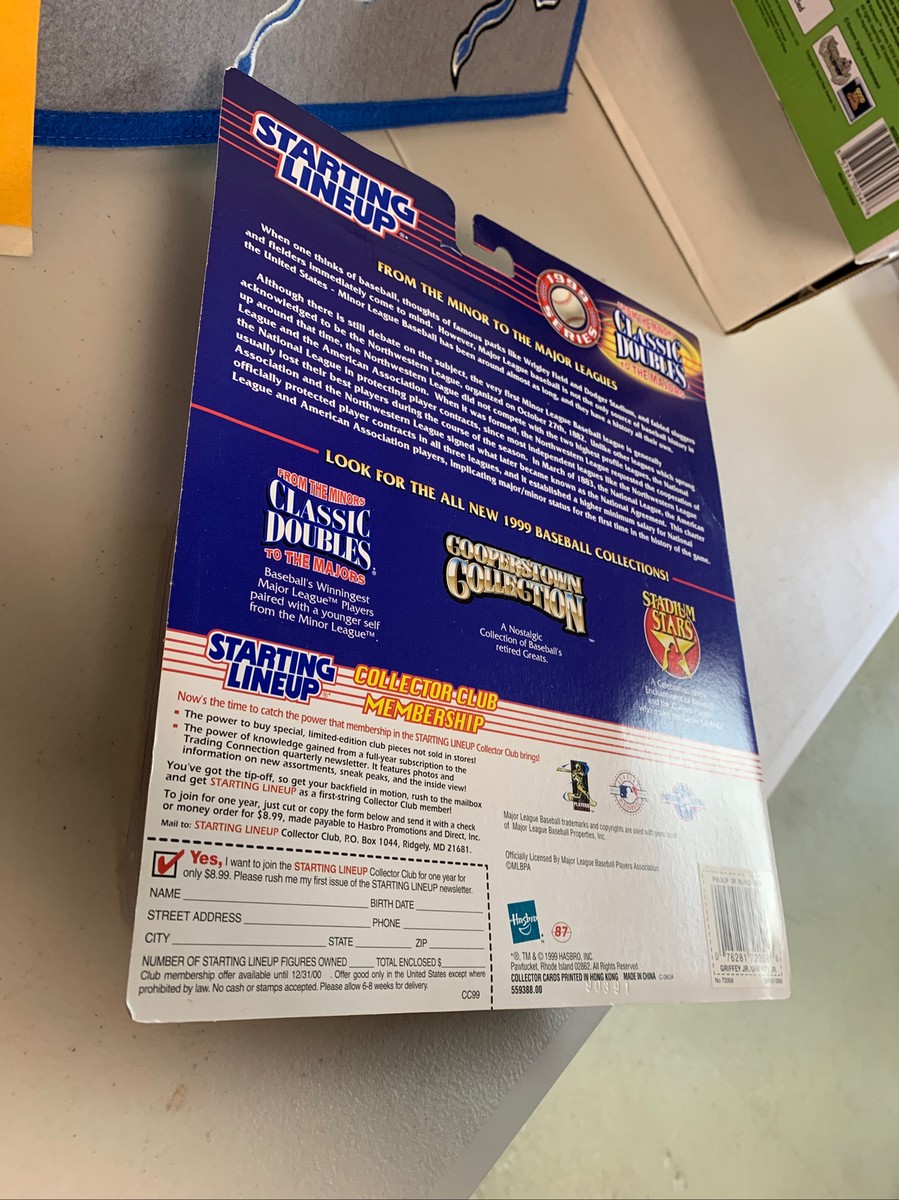 STARTING
LINEUP
1999
SERIES
FROM THE MINORS
CLASSIC
DOUBLES
TO THE MAJORS
FROM THE MINOR TO THE MAJOR LEAGUES
When one thinks of baseball, thoughts of famous parks like Wrigley Field and Dodger Stadium, and fabled sluggers
and fielders immediately come to mind. However, Major League Baseball is not the only source of baseball history in
the United States - Minor League Baseball has been around almost as long, and they have a history all their own.
Although there is still debate on the subject, the very first Minor League Baseball league is generally
acknowledged to be the Northwestern League, organized on October 27th, 1882. Unlike other leagues which sprang
up around that time, the Northwestern League did not compete with the two highest profile leagues, the National
League and the American Association. When it was formed, the Northwestern League requested the cooperation of
the National League in protecting player contracts, since most independent leagues like the Northwestern League
usually lost their best players during the course of the season. In March of 1883, the National League, the American
Association and the Northwestern League signed what later became known as the National Agreement. This charter
officially protected player contracts in all three leagues, and it established a higher minimum salary for National
League and American Association players, implicating major/minor status for the first time in the history of the game.
LOOK FOR THE ALL NEW 1999 BASEBALL COLLECTIONS!
FROM THE MINORS
CLASSIC
DOUBLES
TO THE MAJORS
Baseball's Winningest
Major League™ Players
paired with a younger self
from the Minor League™.
COOPERSTOWN
COLLECTION
A Nostalgic
Collection of Baseball's
retired Greats.
STADIUM
STARS
STARTING
LINEUP
COLLECTOR CLUB
MEMBERSHIP
Now's the time to catch the power that membership in the STARTING LINEUP Collector Club brings!
The power to buy special, limited-edition club pieces not sold in stores!
The power of knowledge gained from a full-year subscription to the
Trading Connection quarterly newsletter. It features photos and
information on new assortments, sneak peaks, and the inside view!
You've got the tip-off, so get your backfield in motion, rush to the mailbox
and get STARTING LINEUP as a first-string Collector Club member!
To join for one year, just cut or copy the form below and send it with a check
or money order for $8.99, made payable to Hasbro Promotions and Direct, Inc.
Mail to: STARTING LINEUP Collector Club, P.O. Box 1044, Ridgely, MD 21681.
Yes, I want to join the STARTING LINEUP Collector Club for one year for
only $8.99. Please rush me my first issue of the STARTING LINEUP newsletter.
NAME BIRTH DATE
STREET ADDRESS PHONE
CITY STATE ZIP
NUMBER OF STARTING LINEUP FIGURES OWNED TOTAL ENCLOSED $
Club membership offer available until 12/31/00 . Offer good only in the United States except where
prohibited by law. No cash or stamps accepted. Please allow 6-8 weeks for delivery.
CC99
PLAYERS
Major League Baseball trademarks and copyrights are used with
of Major League Baseball Properties, Inc.
Officially Licensed By Major League Baseball Players Association
©MLBPA
Hasbro
87
*®, TM & © 1999 HASBRO, INC.
Pawtucket, Rhode Island 02862. All Rights Reserved.
COLLECTOR CARDS PRINTED IN HONG KONG MADE IN CHINA
559388.00
PROOF OF PURCHASE
0 76281
GRIFFEY JR.